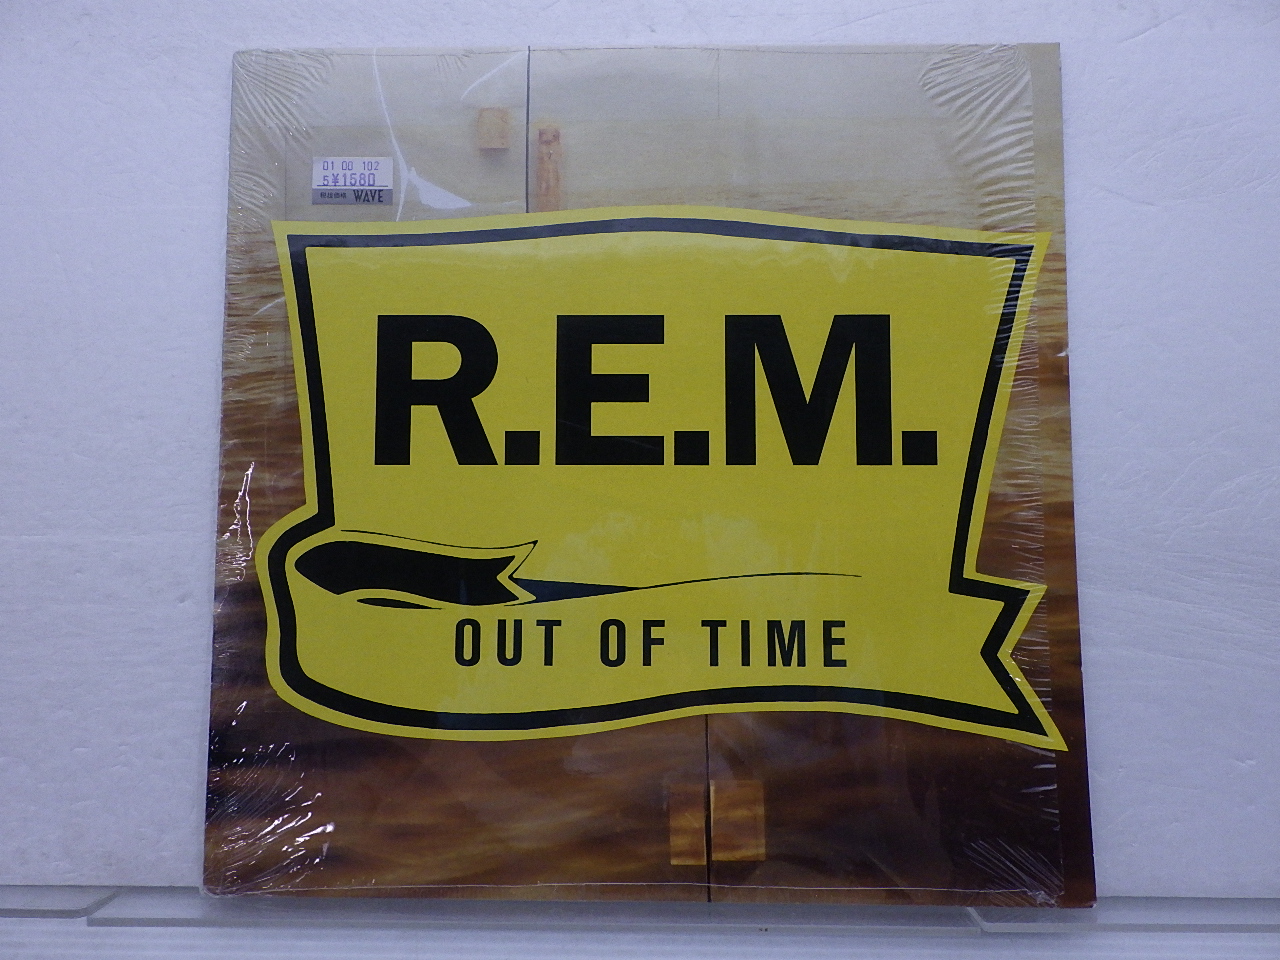 01 00 102
5¥1580
WAVE
R.E.M.
OUT OF TIME